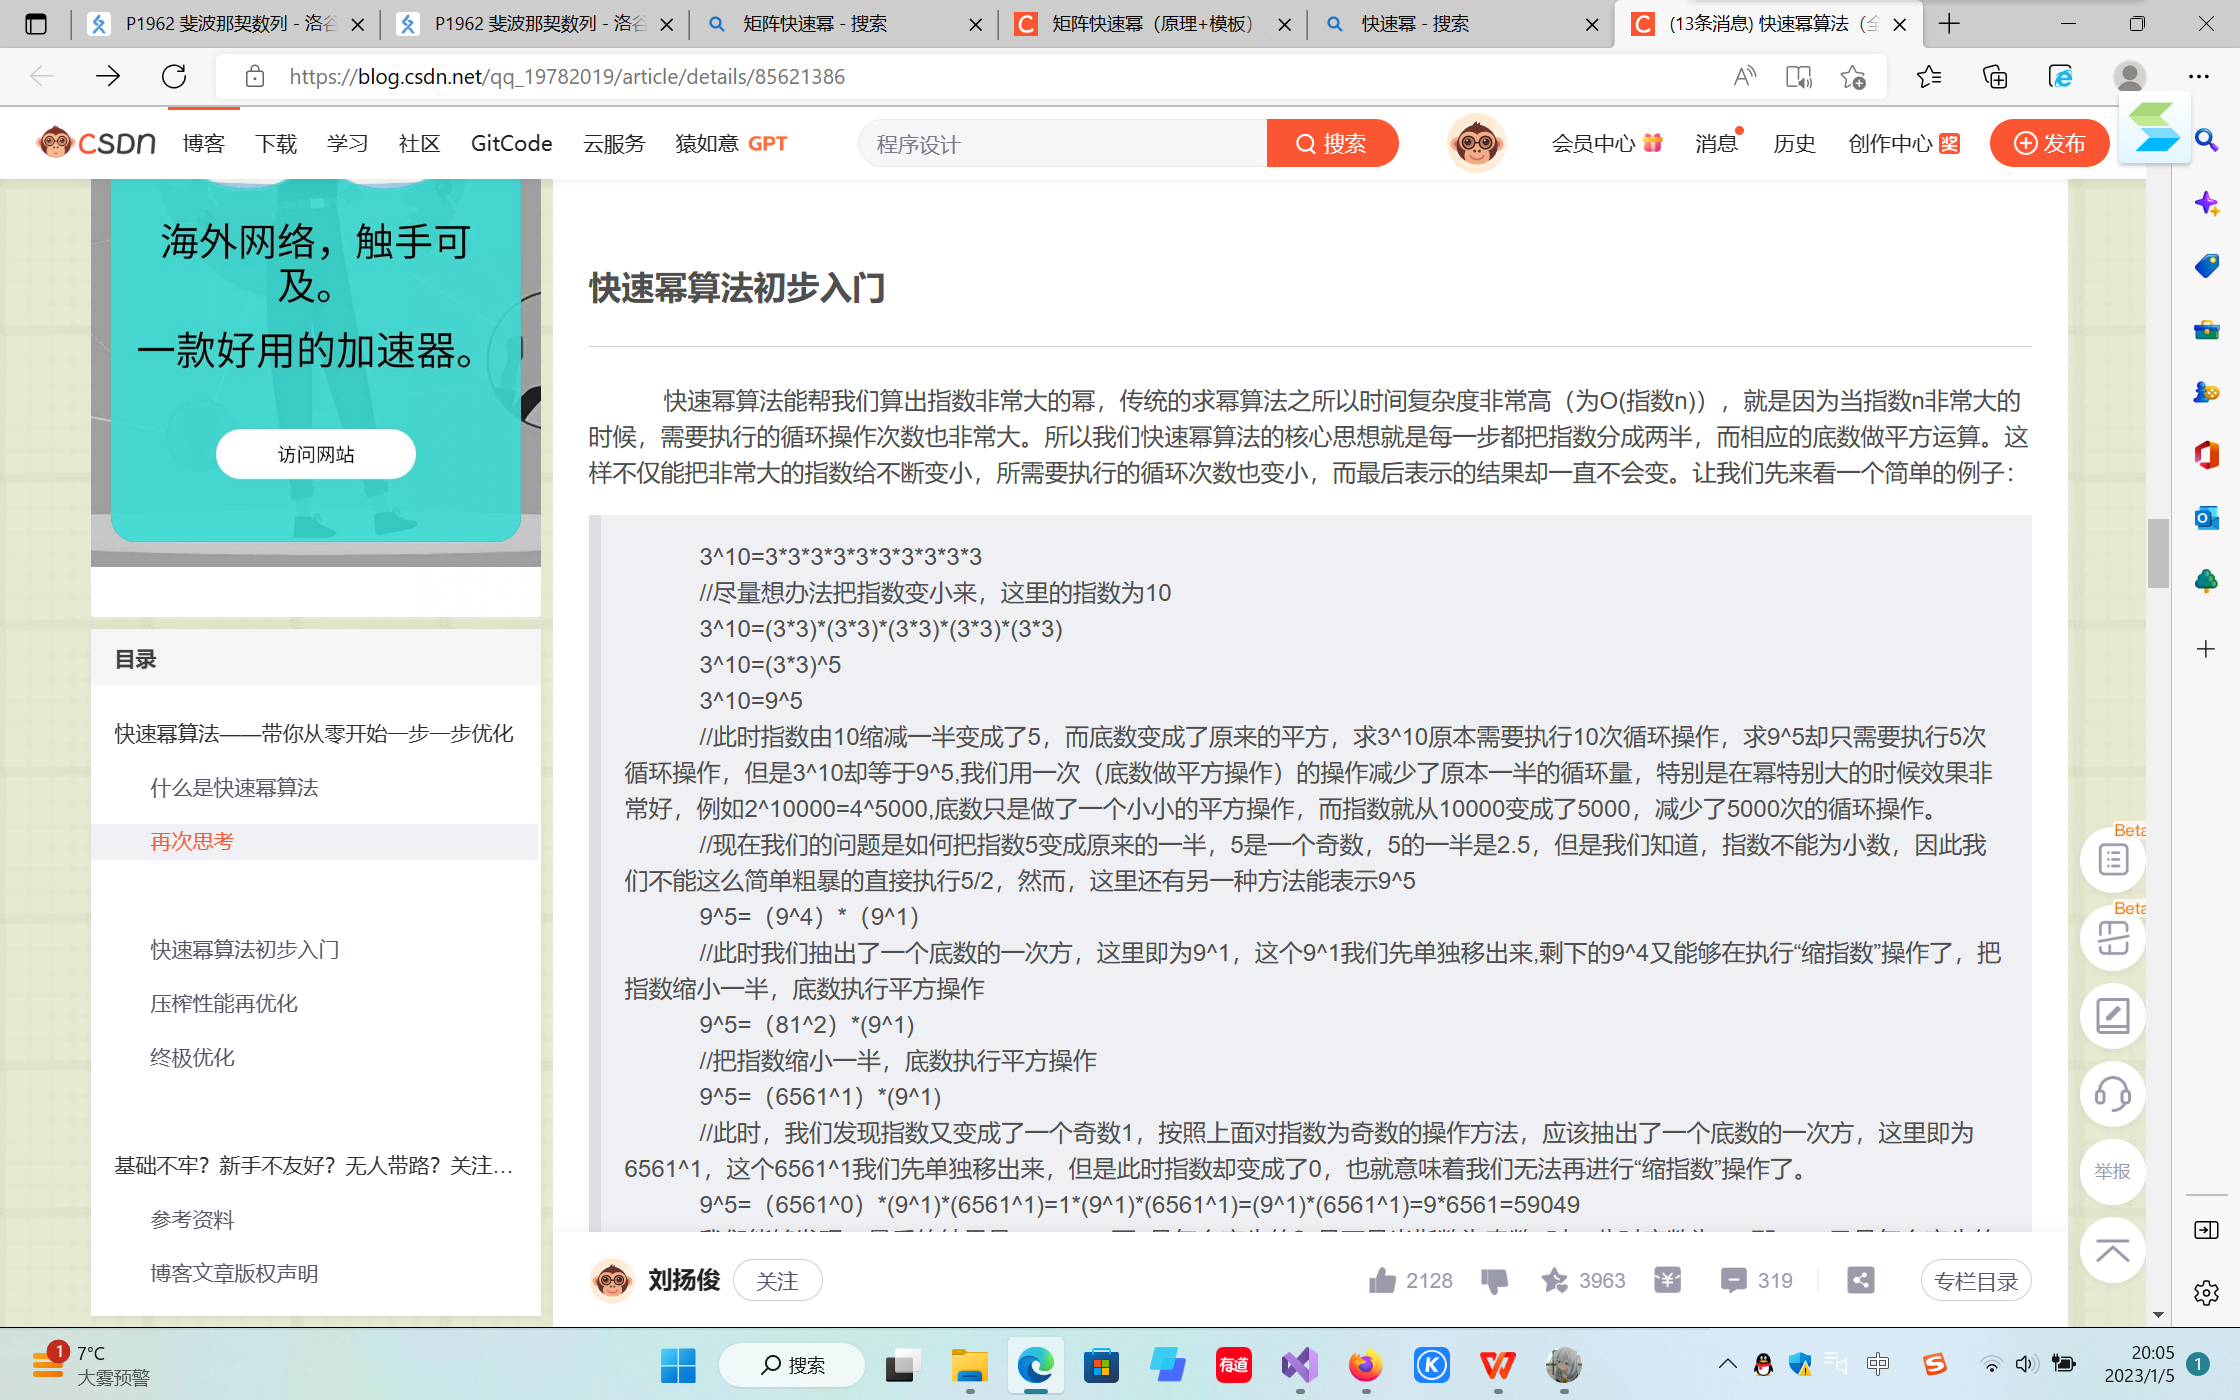 P1962 斐波那契数列 - 洛谷
P1962 斐波那契数列 - 洛谷
矩阵快速幂 - 搜索
矩阵快速幂（原理+模板）
快速幂 - 搜索
(13条消息) 快速幂算法（全
https://blog.csdn.net/qq_19782019/article/details/85621386
CSDN 博客 下载 学习 社区 GitCode 云服务 猿如意 GPT 程序设计 搜索 会员中心 消息 历史 创作中心 奖 发布
海外网络，触手可
及。
一款好用的加速器。
访问网站
目录
快速幂算法——带你从零开始一步一步优化
什么是快速幂算法
再次思考
快速幂算法初步入门
压榨性能再优化
终极优化
基础不牢？新手不友好？无人带路？关注...
参考资料
博客文章版权声明
快速幂算法初步入门
快速幂算法能帮我们算出指数非常大的幂，传统的求幂算法之所以时间复杂度非常高（为O(指数n)），就是因为当指数n非常大的
时候，需要执行的循环操作次数也非常大。所以我们快速幂算法的核心思想就是每一步都把指数分成两半，而相应的底数做平方运算。这
样不仅能把非常大的指数给不断变小，所需要执行的循环次数也变小，而最后表示的结果却一直不会变。让我们先来看一个简单的例子：
3^10=3*3*3*3*3*3*3*3*3*3
//尽量想办法把指数变小来，这里的指数为10
3^10=(3*3)*(3*3)*(3*3)*(3*3)*(3*3)
3^10=(3*3)^5
3^10=9^5
//此时指数由10缩减一半变成了5，而底数变成了原来的平方，求3^10原本需要执行10次循环操作，求9^5却只需要执行5次
循环操作，但是3^10却等于9^5,我们用一次（底数做平方操作）的操作减少了原本一半的循环量，特别是在幂特别大的时候效果非
常好，例如2^10000=4^5000,底数只是做了一个小小的平方操作，而指数就从10000变成了5000，减少了5000次的循环操作。
//现在我们的问题是如何把指数5变成原来的一半，5是一个奇数，5的一半是2.5，但是我们知道，指数不能为小数，因此我
们不能这么简单粗暴的直接执行5/2，然而，这里还有另一种方法能表示9^5
9^5=（9^4）*（9^1）
//此时我们抽出了一个底数的一次方，这里即为9^1，这个9^1我们先单独移出来,剩下的9^4又能够在执行“缩指数”操作了，把
指数缩小一半，底数执行平方操作
9^5=（81^2）*(9^1)
//把指数缩小一半，底数执行平方操作
9^5=（6561^1）*(9^1)
//此时，我们发现指数又变成了一个奇数1，按照上面对指数为奇数的操作方法，应该抽出了一个底数的一次方，这里即为
6561^1，这个6561^1我们先单独移出来，但是此时指数却变成了0，也就意味着我们无法再进行“缩指数”操作了。
9^5=（6561^0）*(9^1)*(6561^1)=1*(9^1)*(6561^1)=(9^1)*(6561^1)=9*6561=59049
刘扬俊 关注 2128 3963 319 专栏目录
Beta
Beta
举报
1
7°C
大雾预警
搜索
有道
中
20:05
2023/1/5
1